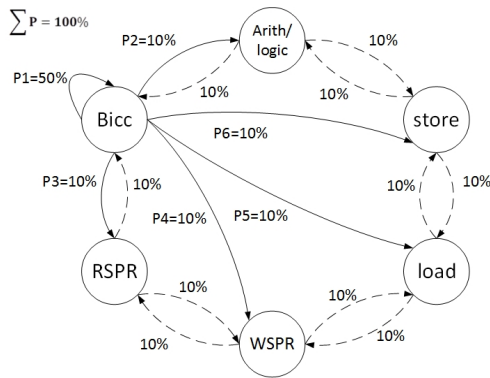 ∑ P = 100%
P1=50%
P2=10%
Arith/
logic
10%
10%
10%
10%
Bicc
P6=10%
store
P3=10%
10%
P4=10%
P5=10%
10%
10%
RSPR
load
10%
10%
10%
10%
WSPR